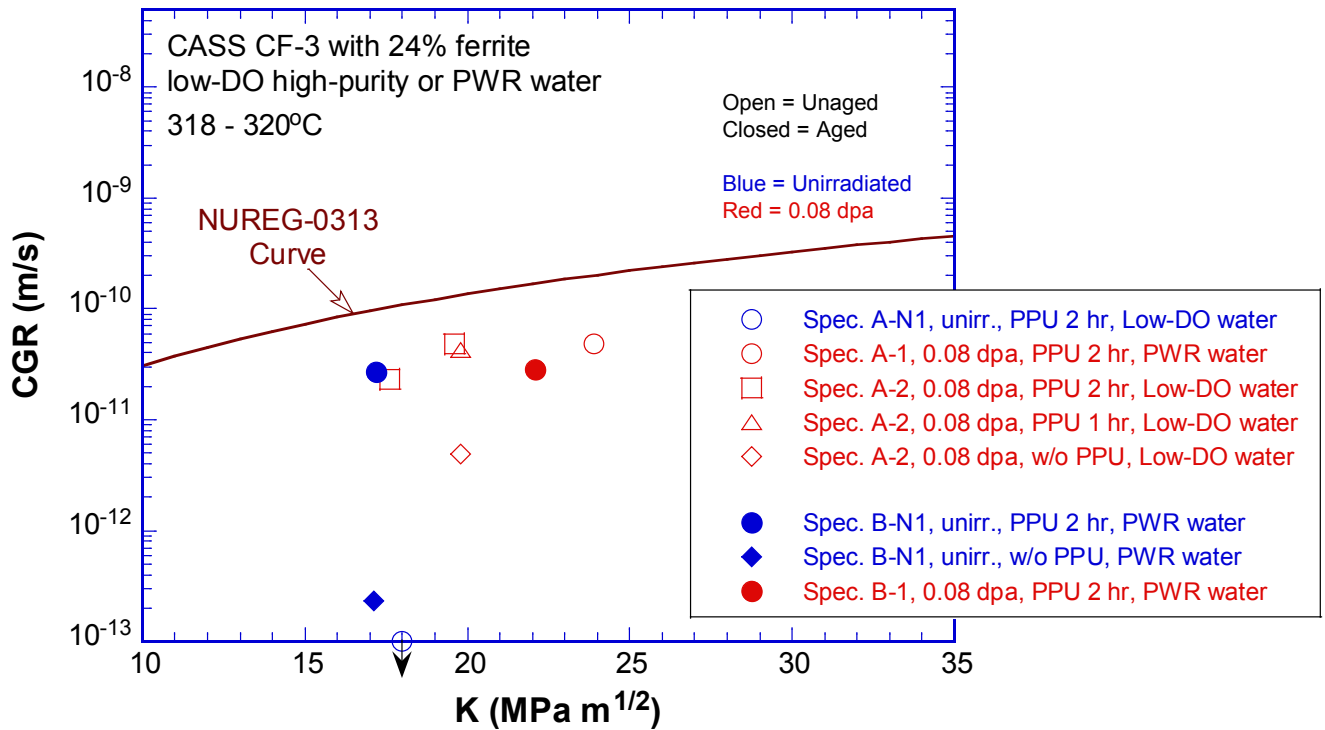 CASS CF-3 with 24% ferrite
low-DO high-purity or PWR water
318 - 320ºC
Open = Unaged
Closed = Aged
Blue = Unirradiated
Red = 0.08 dpa
NUREG-0313
Curve
CGR (m/s)
10⁻⁸
10⁻⁹
10⁻¹⁰
10⁻¹¹
10⁻¹²
10⁻¹³
10 15 20 25 30 35
K (MPa m¹/²)
Spec. A-N1, unirr., PPU 2 hr, Low-DO water
Spec. A-1, 0.08 dpa, PPU 2 hr, PWR water
Spec. A-2, 0.08 dpa, PPU 2 hr, Low-DO water
Spec. A-2, 0.08 dpa, PPU 1 hr, Low-DO water
Spec. A-2, 0.08 dpa, w/o PPU, Low-DO water
Spec. B-N1, unirr., PPU 2 hr, PWR water
Spec. B-N1, unirr., w/o PPU, PWR water
Spec. B-1, 0.08 dpa, PPU 2 hr, PWR water